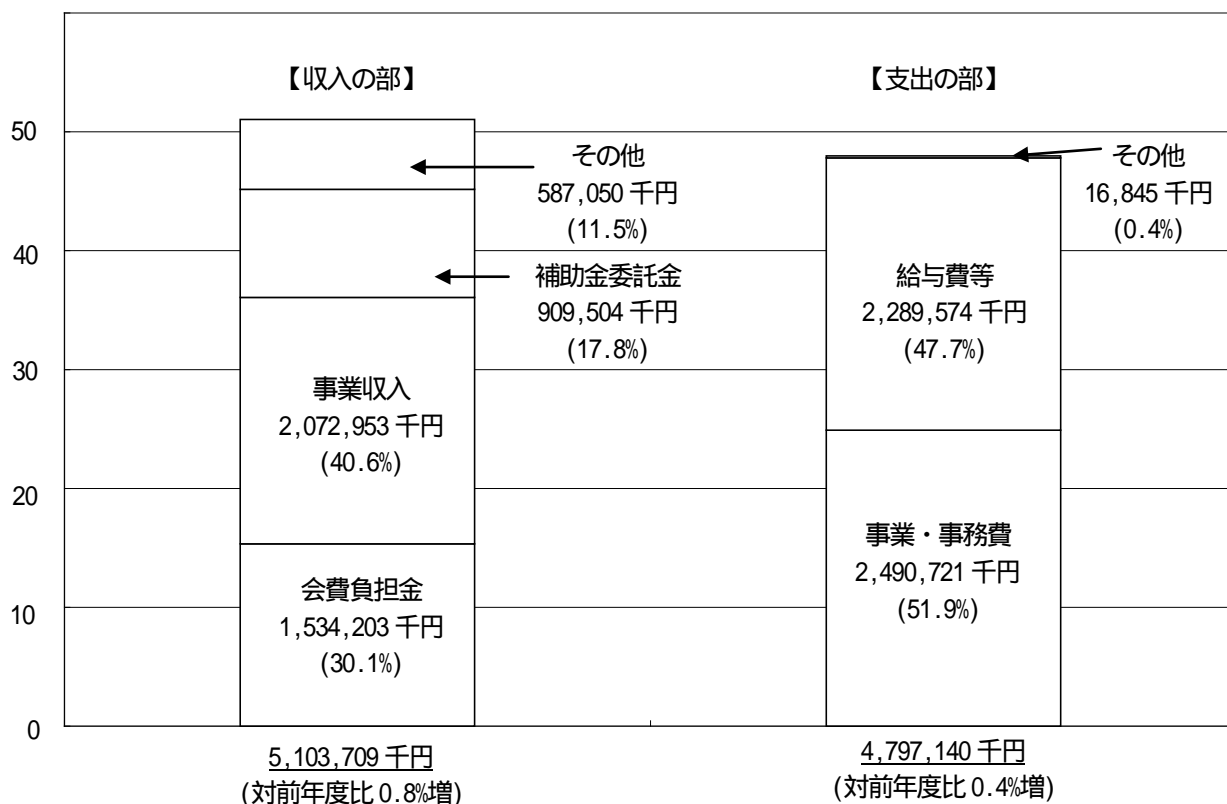 【収入の部】
【支出の部】
50
40
30
20
10
0
その他
587,050 千円
(11.5%)
補助金委託金
909,504 千円
(17.8%)
事業収入
2,072,953 千円
(40.6%)
会費負担金
1,534,203 千円
(30.1%)
5,103,709 千円
(対前年度比 0.8%増)
その他
16,845 千円
(0.4%)
給与費等
2,289,574 千円
(47.7%)
事業・事務費
2,490,721 千円
(51.9%)
4,797,140 千円
(対前年度比 0.4%増)